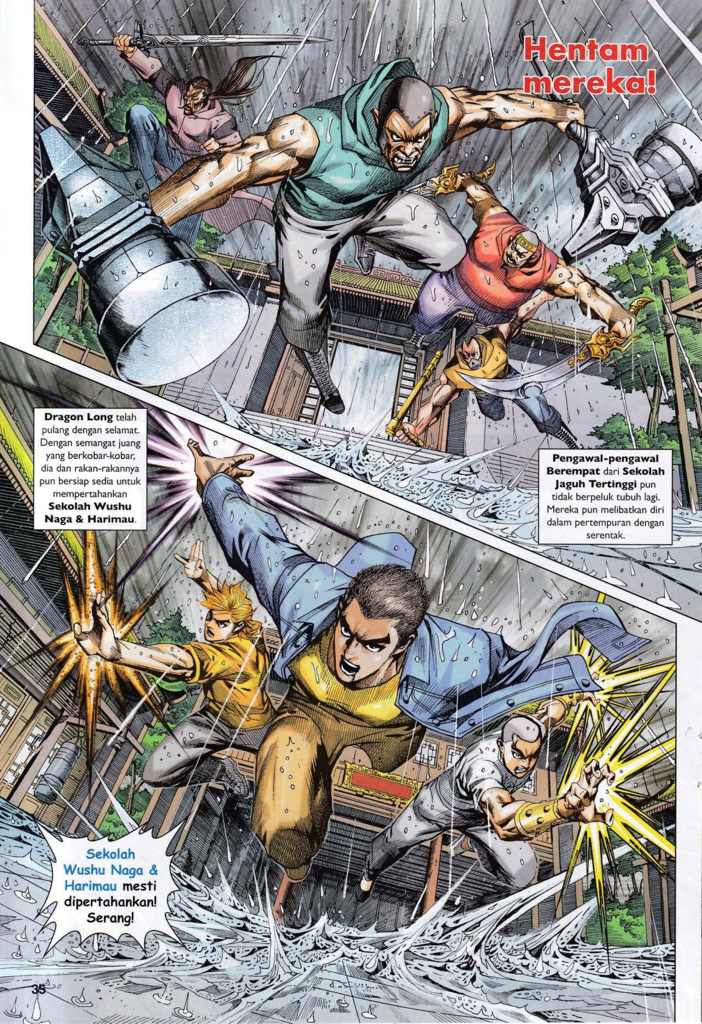 Hentam
mereka!
Dragon Long telah
pulang dengan selamat.
Dengan semangat juang
yang berkobar-kobar,
dia dan rakan-rakannya
pun bersiap sedia untuk
mempertahankan
Sekolah Wushu
Naga & Harimau.
Pengawal-pengawal
Berempat dari Sekolah
Jaguh Tertinggi pun
tidak berpeluk tubuh lagi.
Mereka pun melibatkan diri
dalam pertempuran dengan
serentak.
Sekolah
Wushu Naga &
Harimau mesti
dipertahankan!
Serang!
35